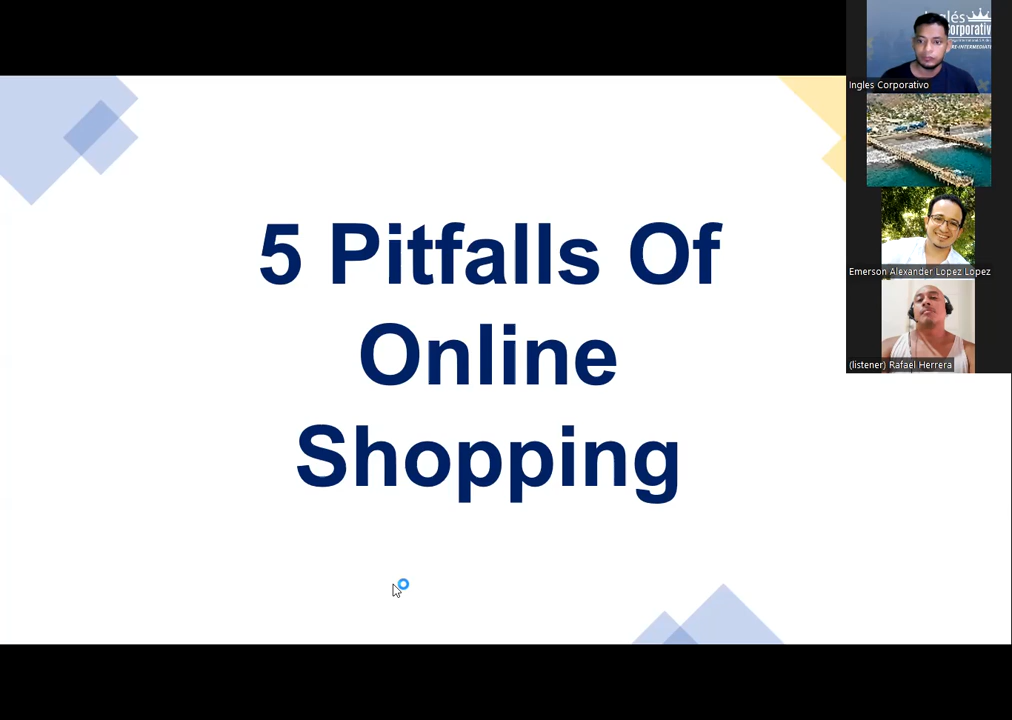 5 Pitfalls Of
Online
Shopping
Ingles Corporativo
Emerson Alexander Lopez Lopez
(listener) Rafael Herrera